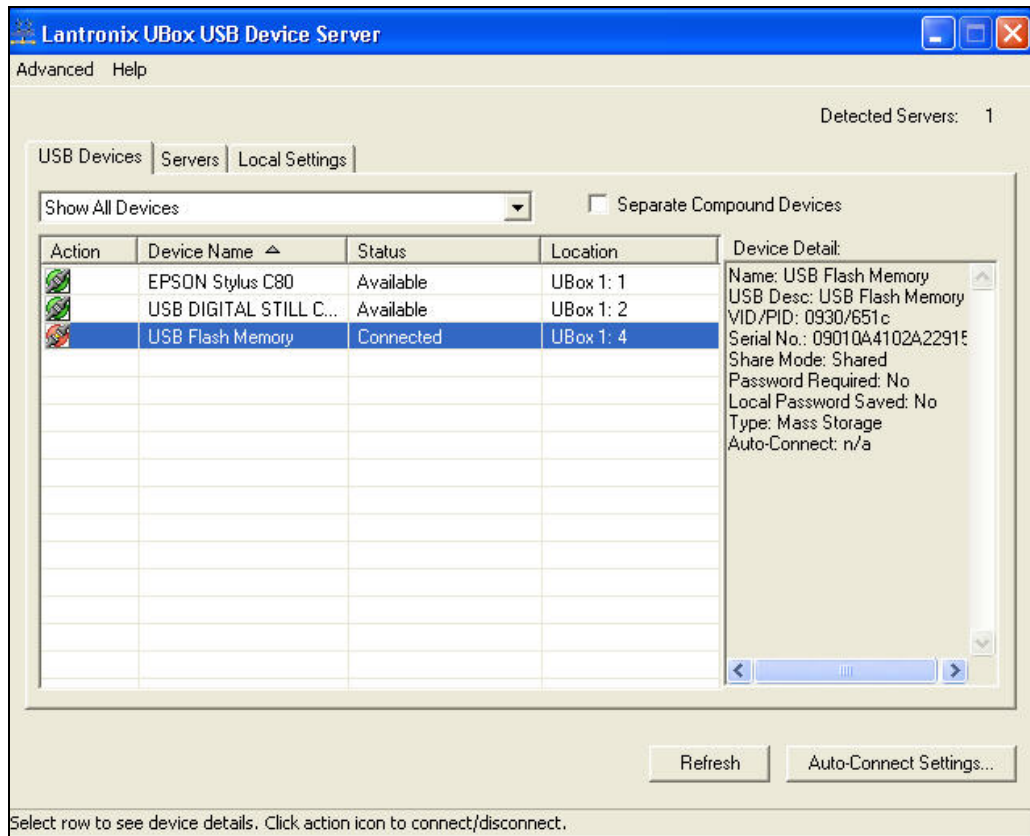 Lantronix UBox USB Device Server
Advanced Help
Detected Servers: 1
USB Devices Servers Local Settings
Show All Devices Separate Compound Devices
Action Device Name Status Location Device Detail:
EPSON Stylus C80 Available UBox 1: 1
USB DIGITAL STILL C... Available UBox 1: 2
USB Flash Memory Connected UBox 1: 4
Name: USB Flash Memory
USB Desc: USB Flash Memory
VID/PID: 0930/651c
Serial No.: 09010A4102A22915
Share Mode: Shared
Password Required: No
Local Password Saved: No
Type: Mass Storage
Auto-Connect: n/a
Refresh Auto-Connect Settings...
Select row to see device details. Click action icon to connect/disconnect.